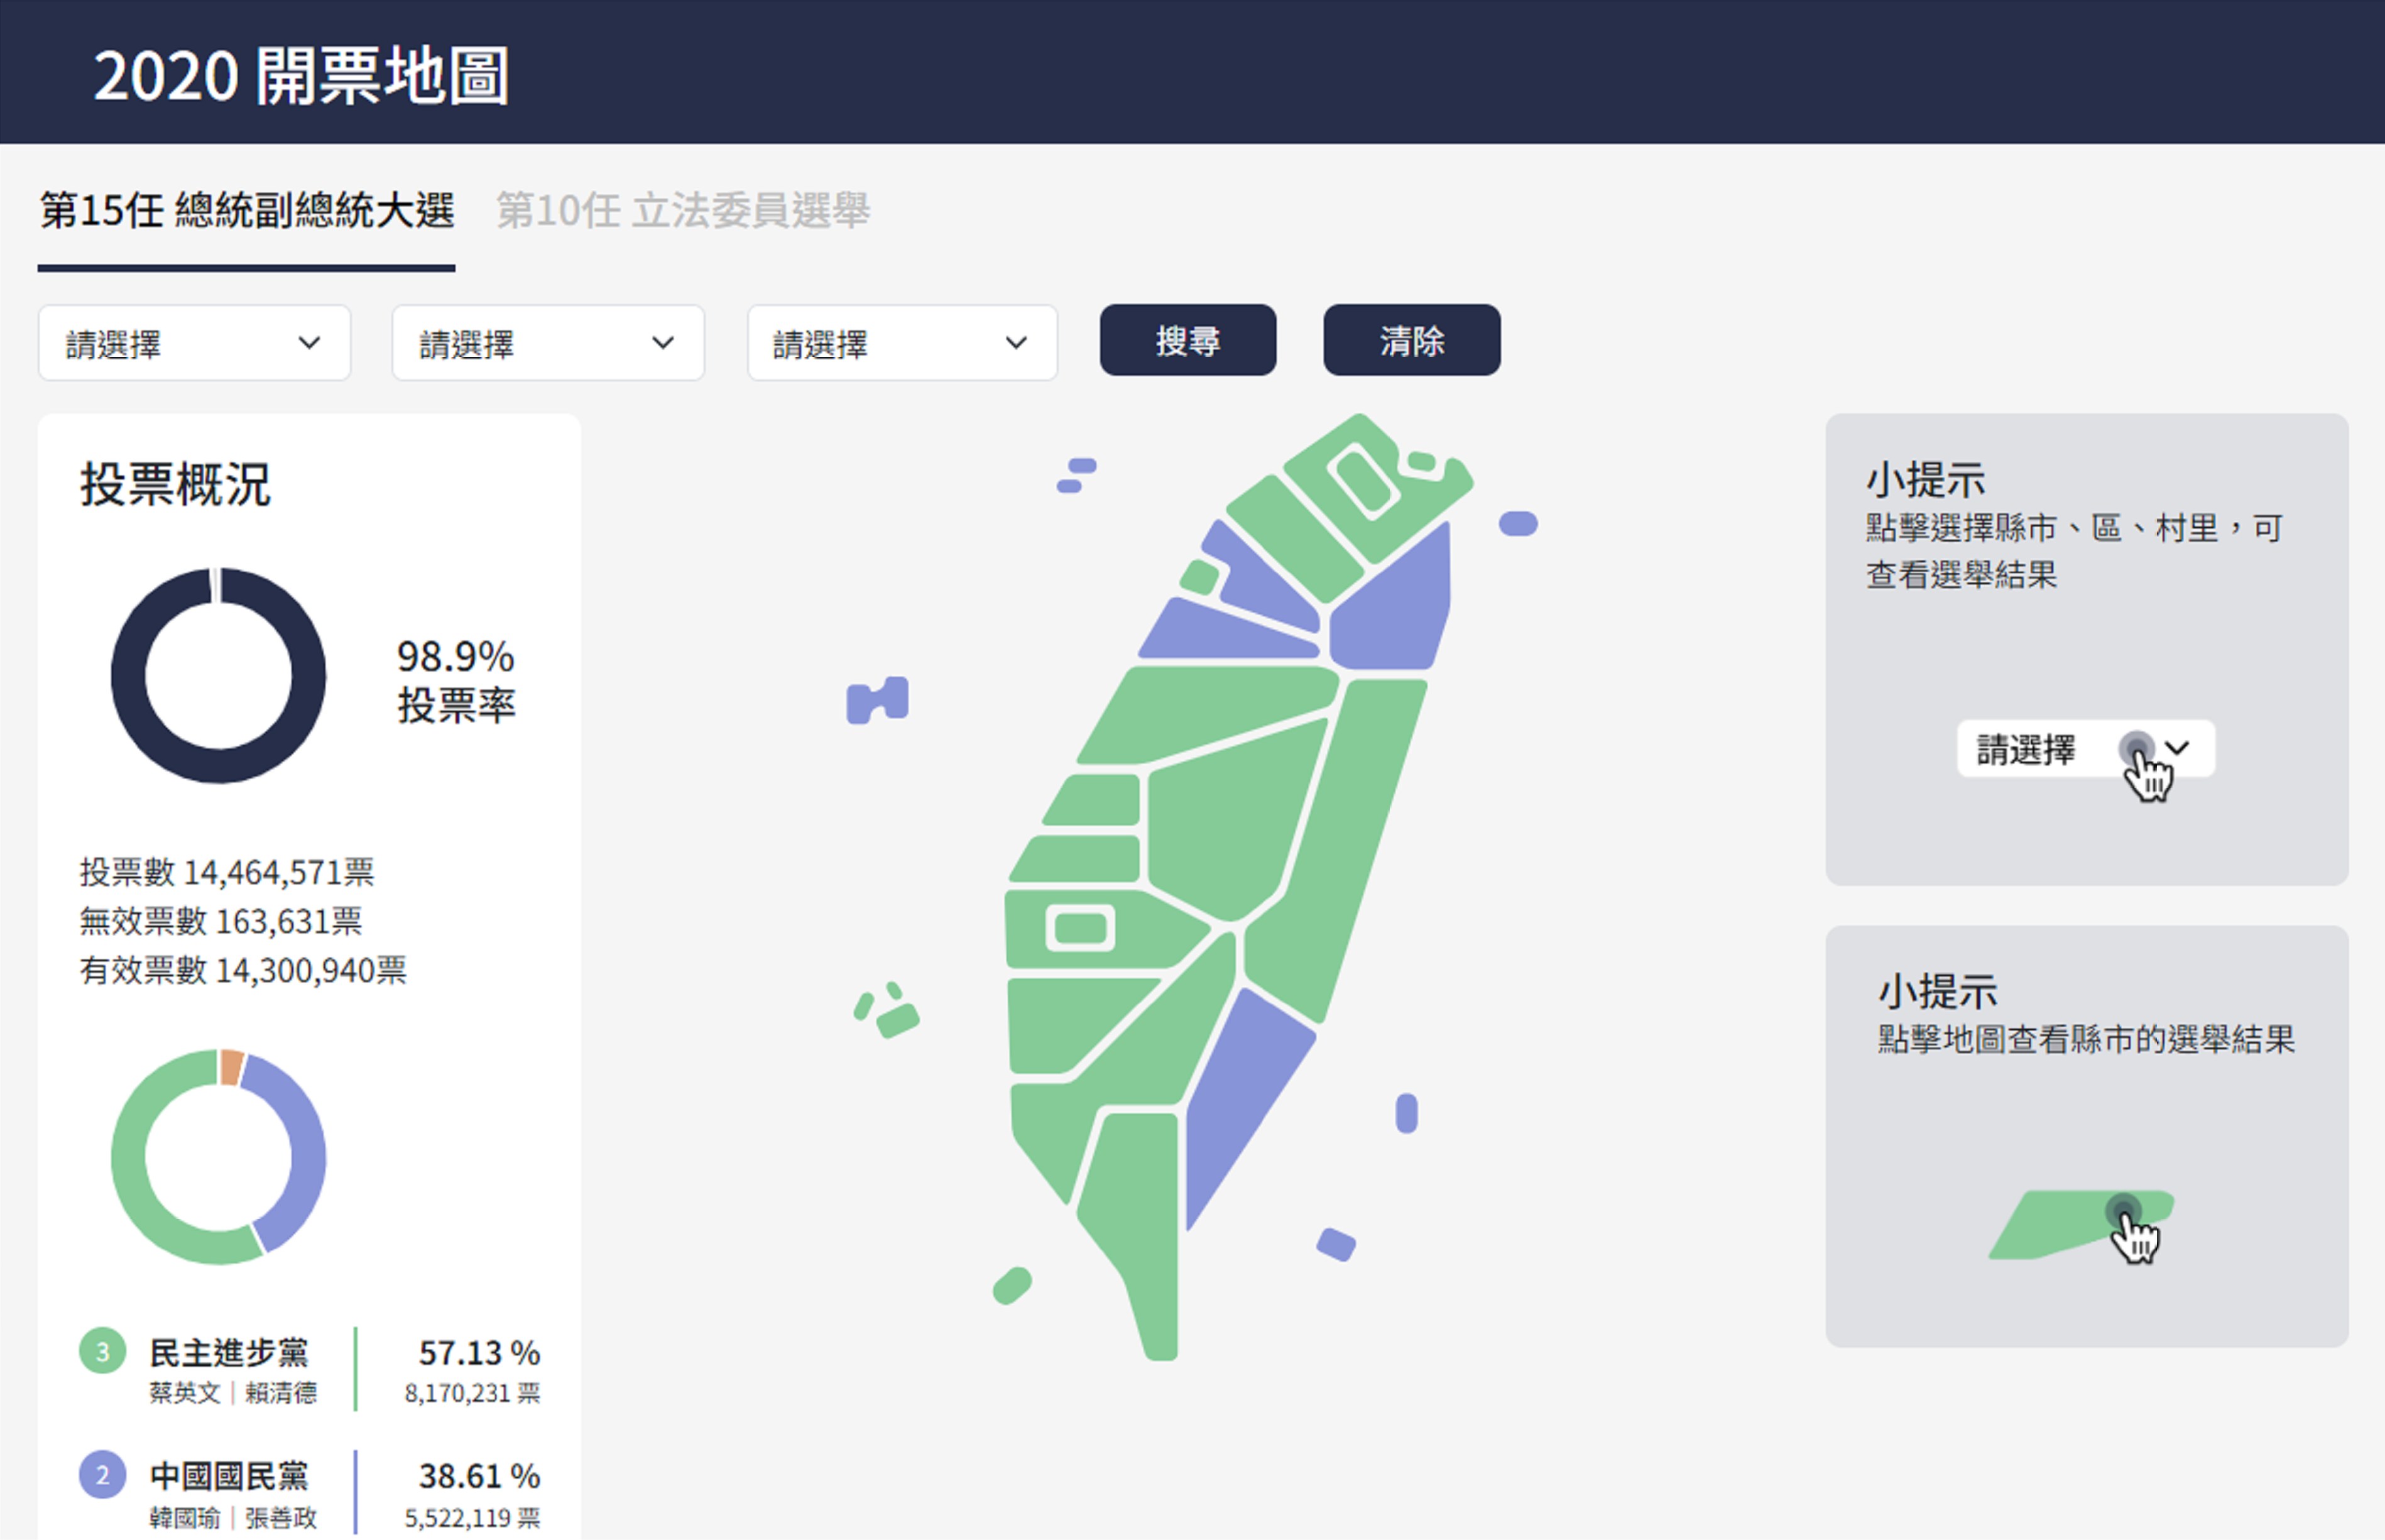 2020 開票地圖
第15任 總統副總統大選
第10任 立法委員選舉
請選擇
請選擇
請選擇
搜尋
清除
投票概況
98.9%
投票率
投票數 14,464,571票
無效票數 163,631票
有效票數 14,300,940票
3
民主進步黨
57.13 %
蔡英文｜賴清德
8,170,231 票
2
中國國民黨
38.61 %
韓國瑜｜張善政
5,522,119 票
小提示
點擊選擇縣市、區、村里，可
查看選舉結果
請選擇
小提示
點擊地圖查看縣市的選舉結果